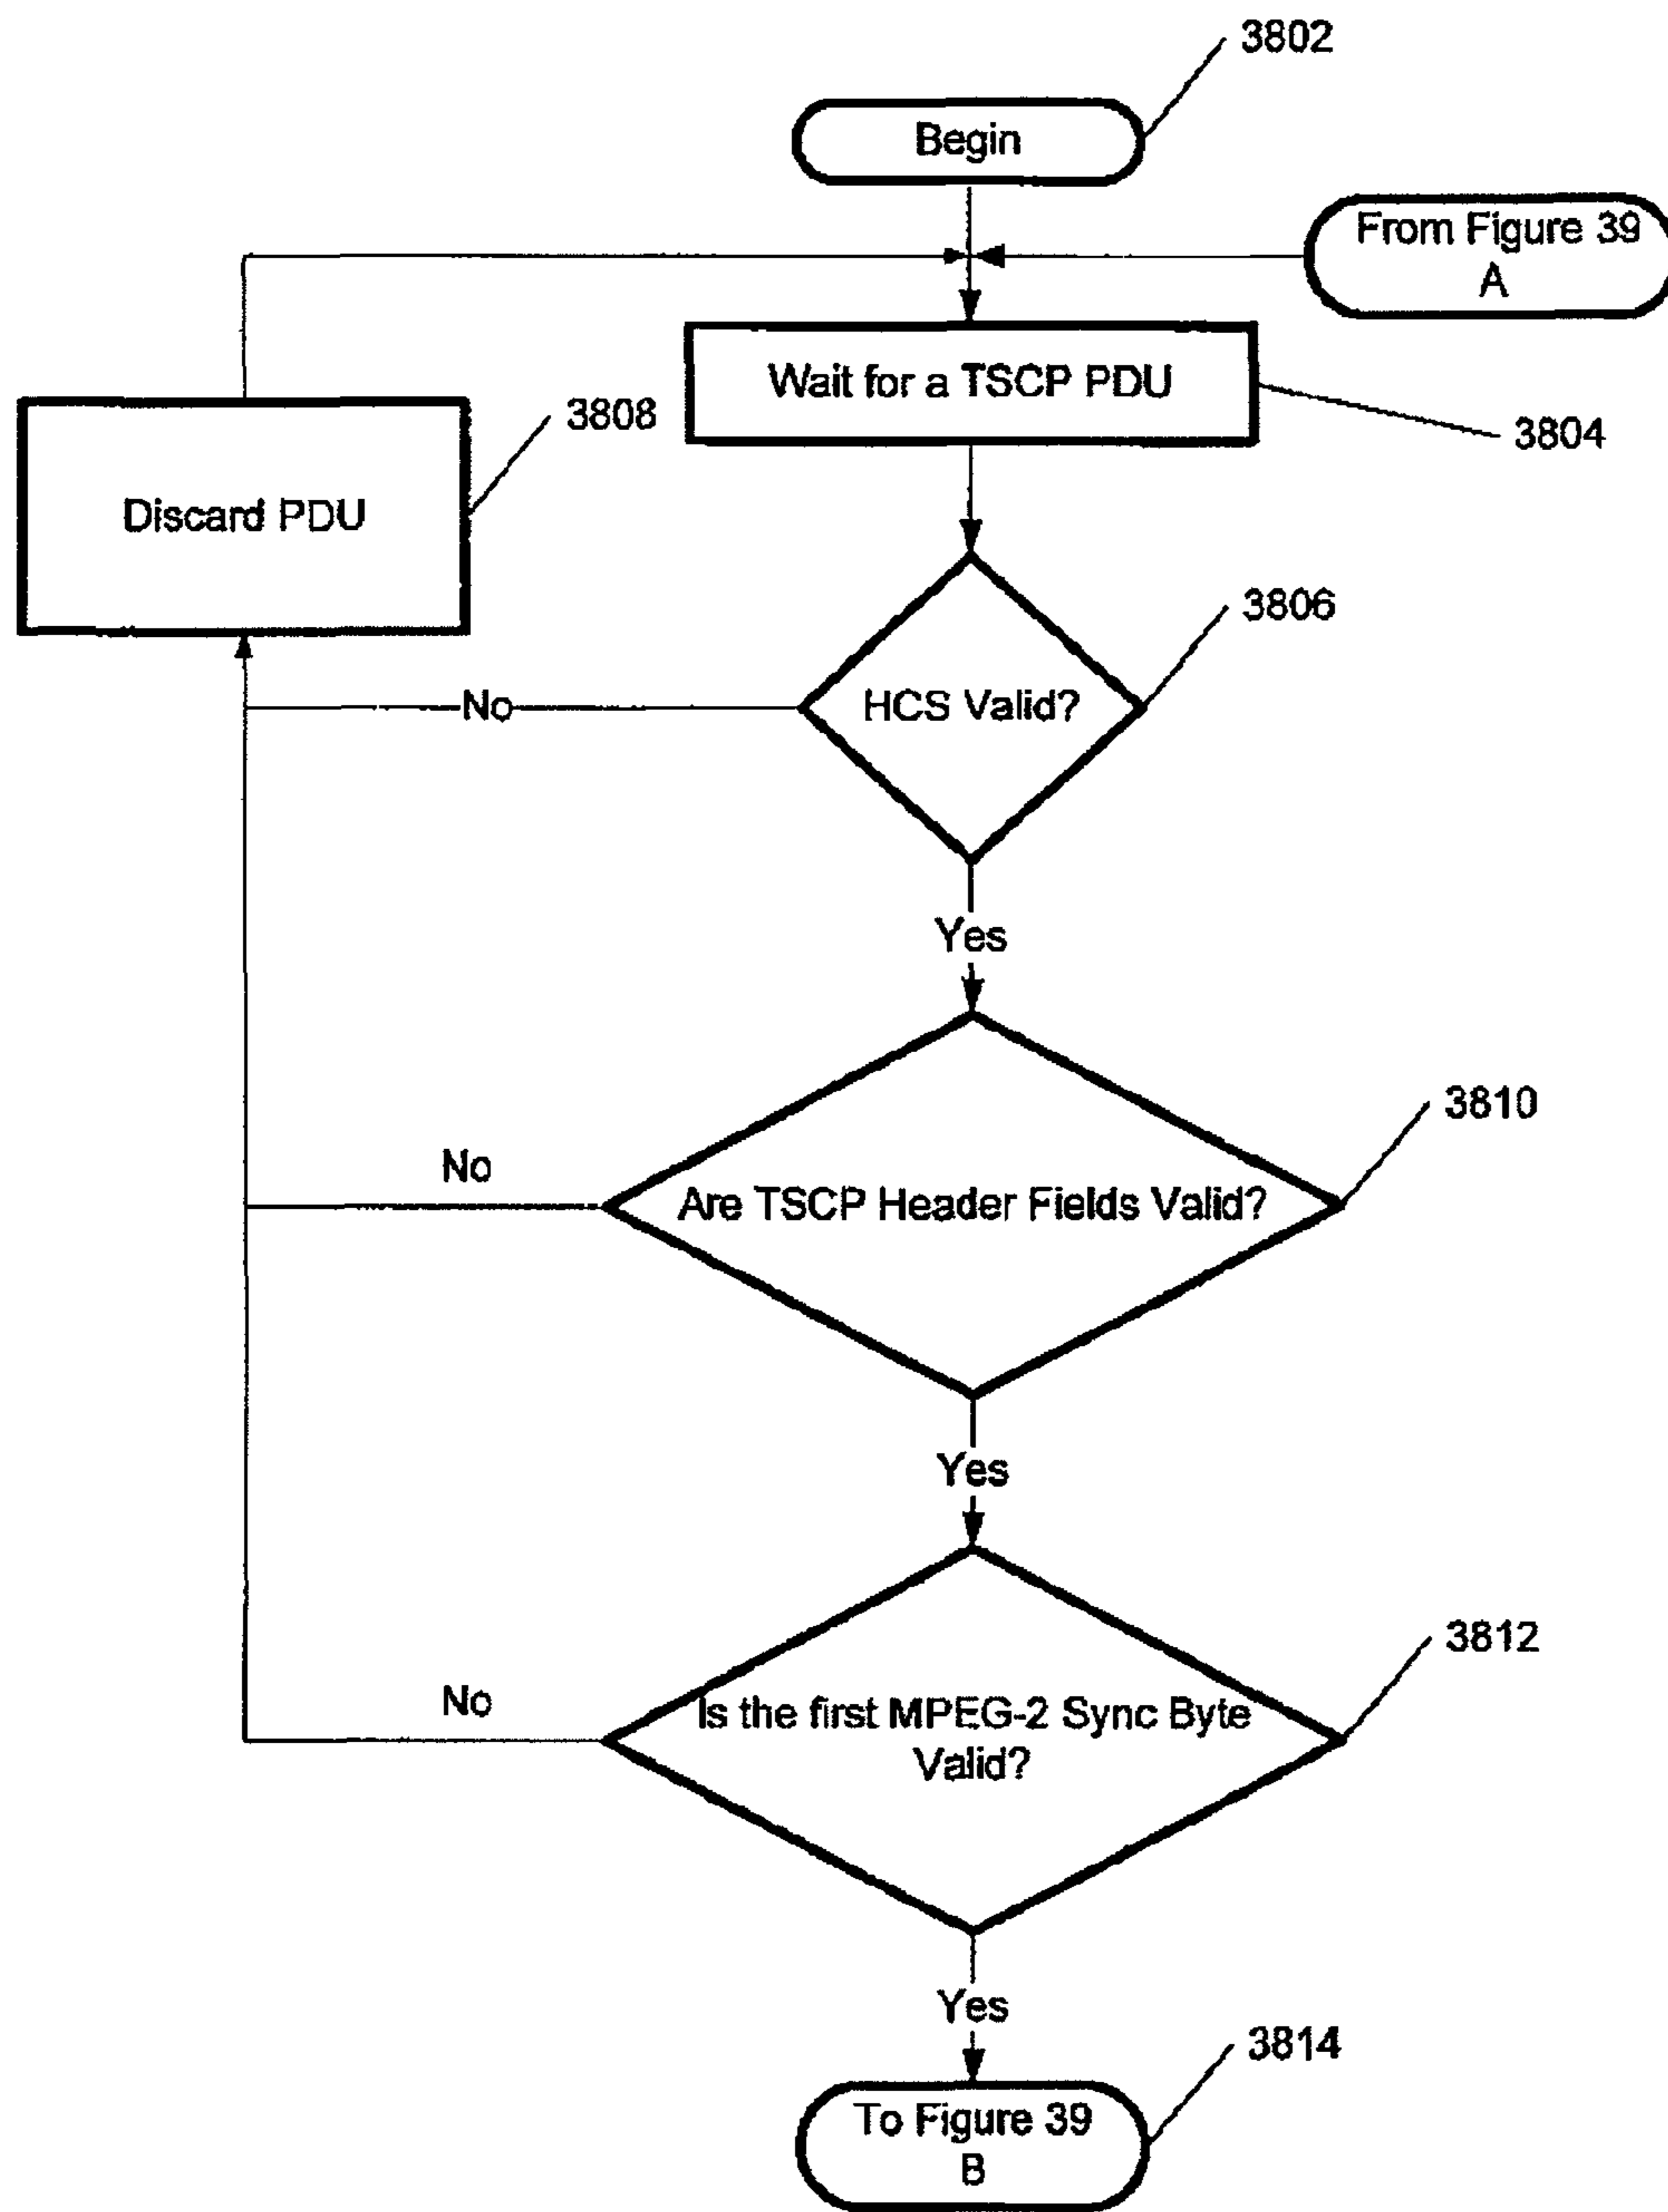 3802
Begin
From Figure 39
A
Wait for a TSCP PDU
3804
3808
Discard PDU
3806
HCS Valid?
No
Yes
3810
No
Are TSCP Header Fields Valid?
Yes
3812
No
Is the first MPEG-2 Sync Byte
Valid?
Yes
3814
To Figure 39
B